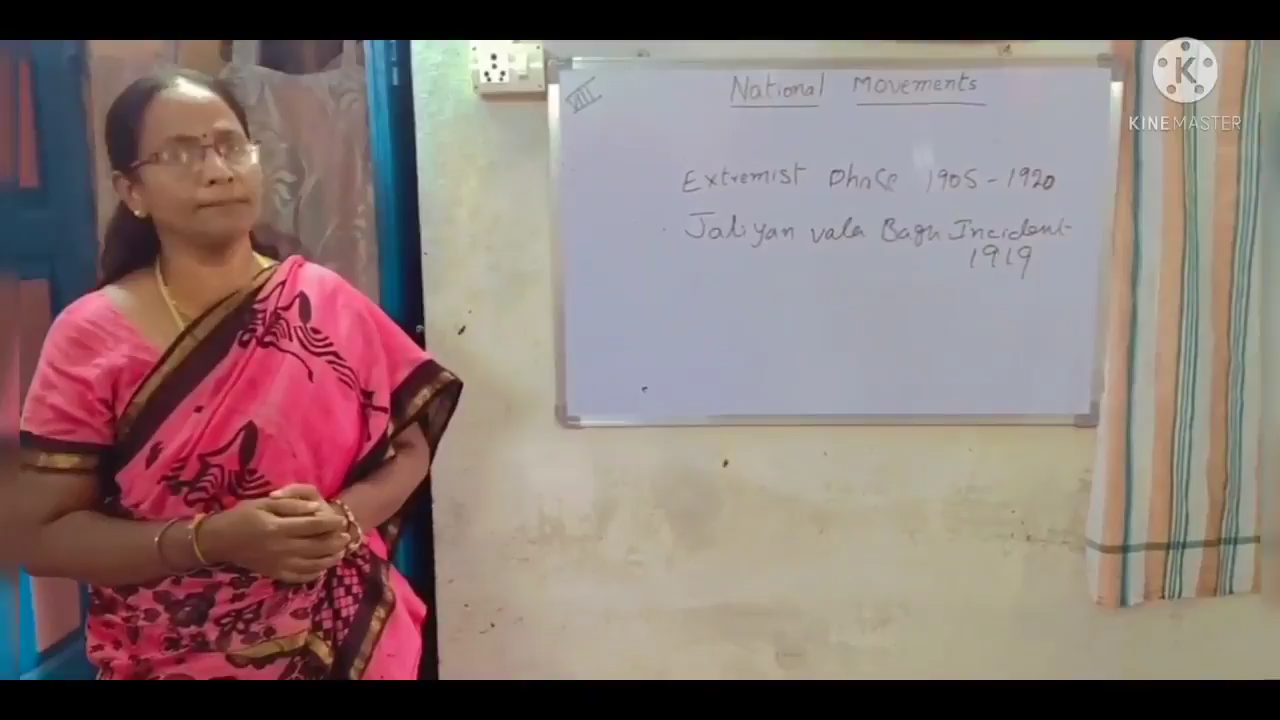 VIII
National Movements
Extremist Phase 1905-1920
Jaliyan vala Bagh Incident
1919
K
KINEMASTER